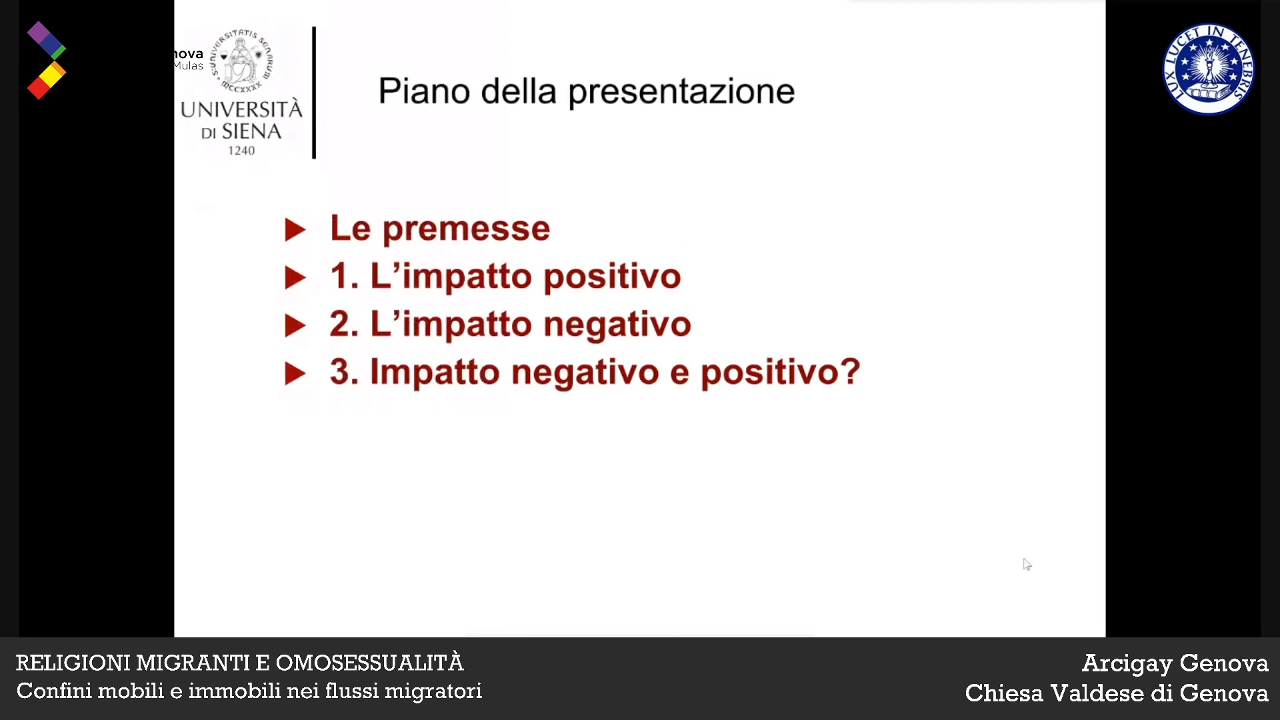 nova
Mulas
UNIVERSITÀ
DI SIENA
1240
Piano della presentazione
LUX LUCET IN TENEBRIS
Le premesse
1. L'impatto positivo
2. L'impatto negativo
3. Impatto negativo e positivo?
RELIGIONI MIGRANTI E OMOSESSUALITÀ
Confini mobili e immobili nei flussi migratori
Arcigay Genova
Chiesa Valdese di Genova